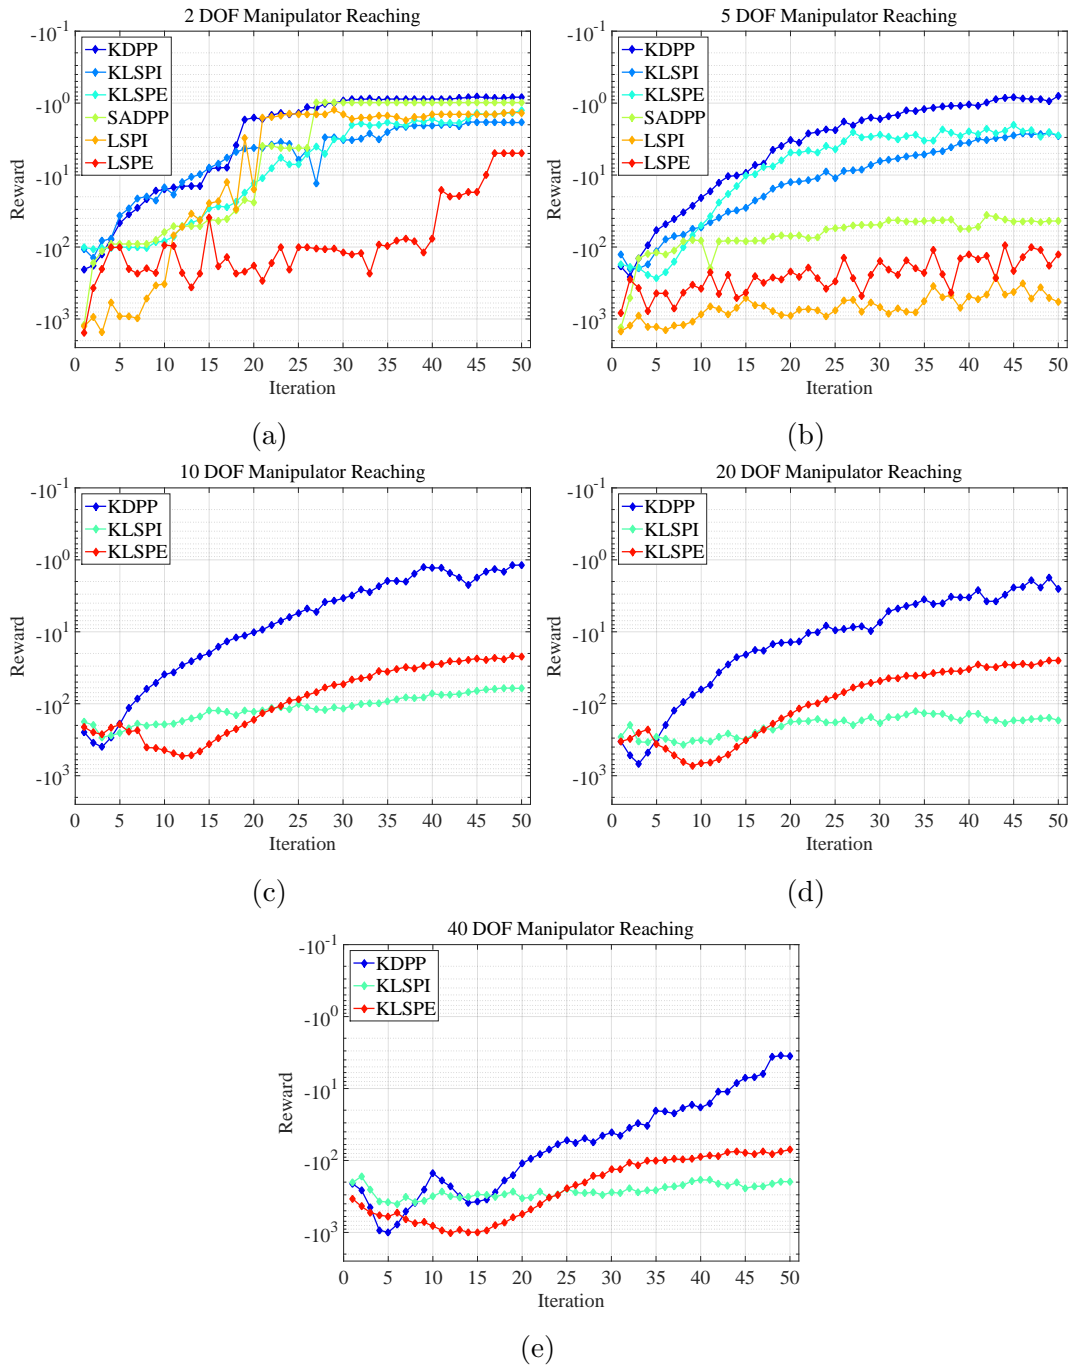 2 DOF Manipulator Reaching
-10^-1
-10^0
-10^1
-10^2
-10^3
Reward
KDPP
KLSPI
KLSPE
SADPP
LSPI
LSPE
0 5 10 15 20 25 30 35 40 45 50
Iteration
(a)
5 DOF Manipulator Reaching
-10^-1
-10^0
-10^1
-10^2
-10^3
Reward
KDPP
KLSPI
KLSPE
SADPP
LSPI
LSPE
0 5 10 15 20 25 30 35 40 45 50
Iteration
(b)
10 DOF Manipulator Reaching
-10^-1
-10^0
-10^1
-10^2
-10^3
Reward
KDPP
KLSPI
KLSPE
0 5 10 15 20 25 30 35 40 45 50
Iteration
(c)
20 DOF Manipulator Reaching
-10^-1
-10^0
-10^1
-10^2
-10^3
Reward
KDPP
KLSPI
KLSPE
0 5 10 15 20 25 30 35 40 45 50
Iteration
(d)
40 DOF Manipulator Reaching
-10^-1
-10^0
-10^1
-10^2
-10^3
Reward
KDPP
KLSPI
KLSPE
0 5 10 15 20 25 30 35 40 45 50
Iteration
(e)